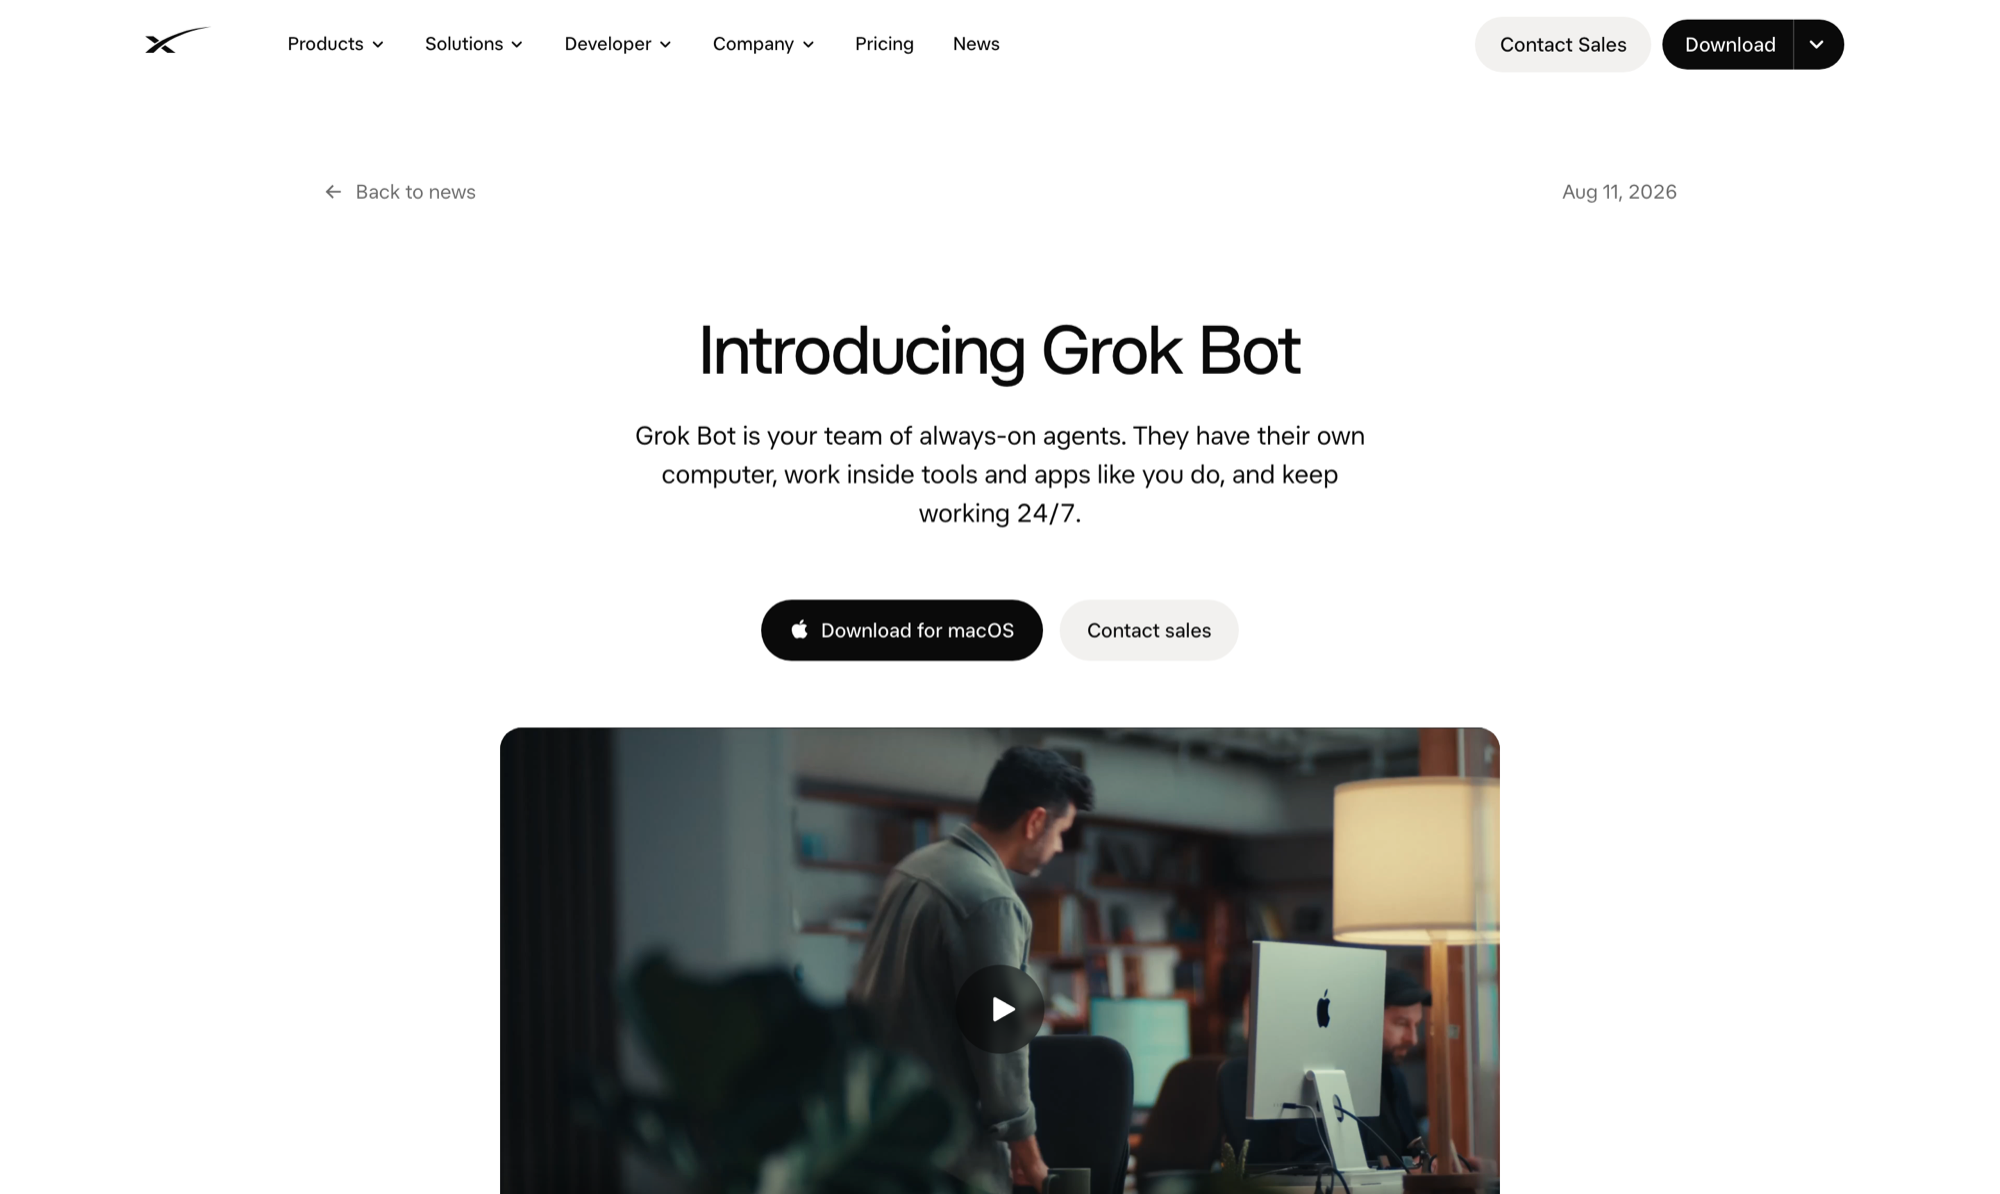 Products
Solutions
Developer
Company
Pricing
News
Contact Sales
Download
Back to news
Aug 11, 2026
Introducing Grok Bot
Grok Bot is your team of always-on agents. They have their own
computer, work inside tools and apps like you do, and keep
working 24/7.
Download for macOS
Contact sales